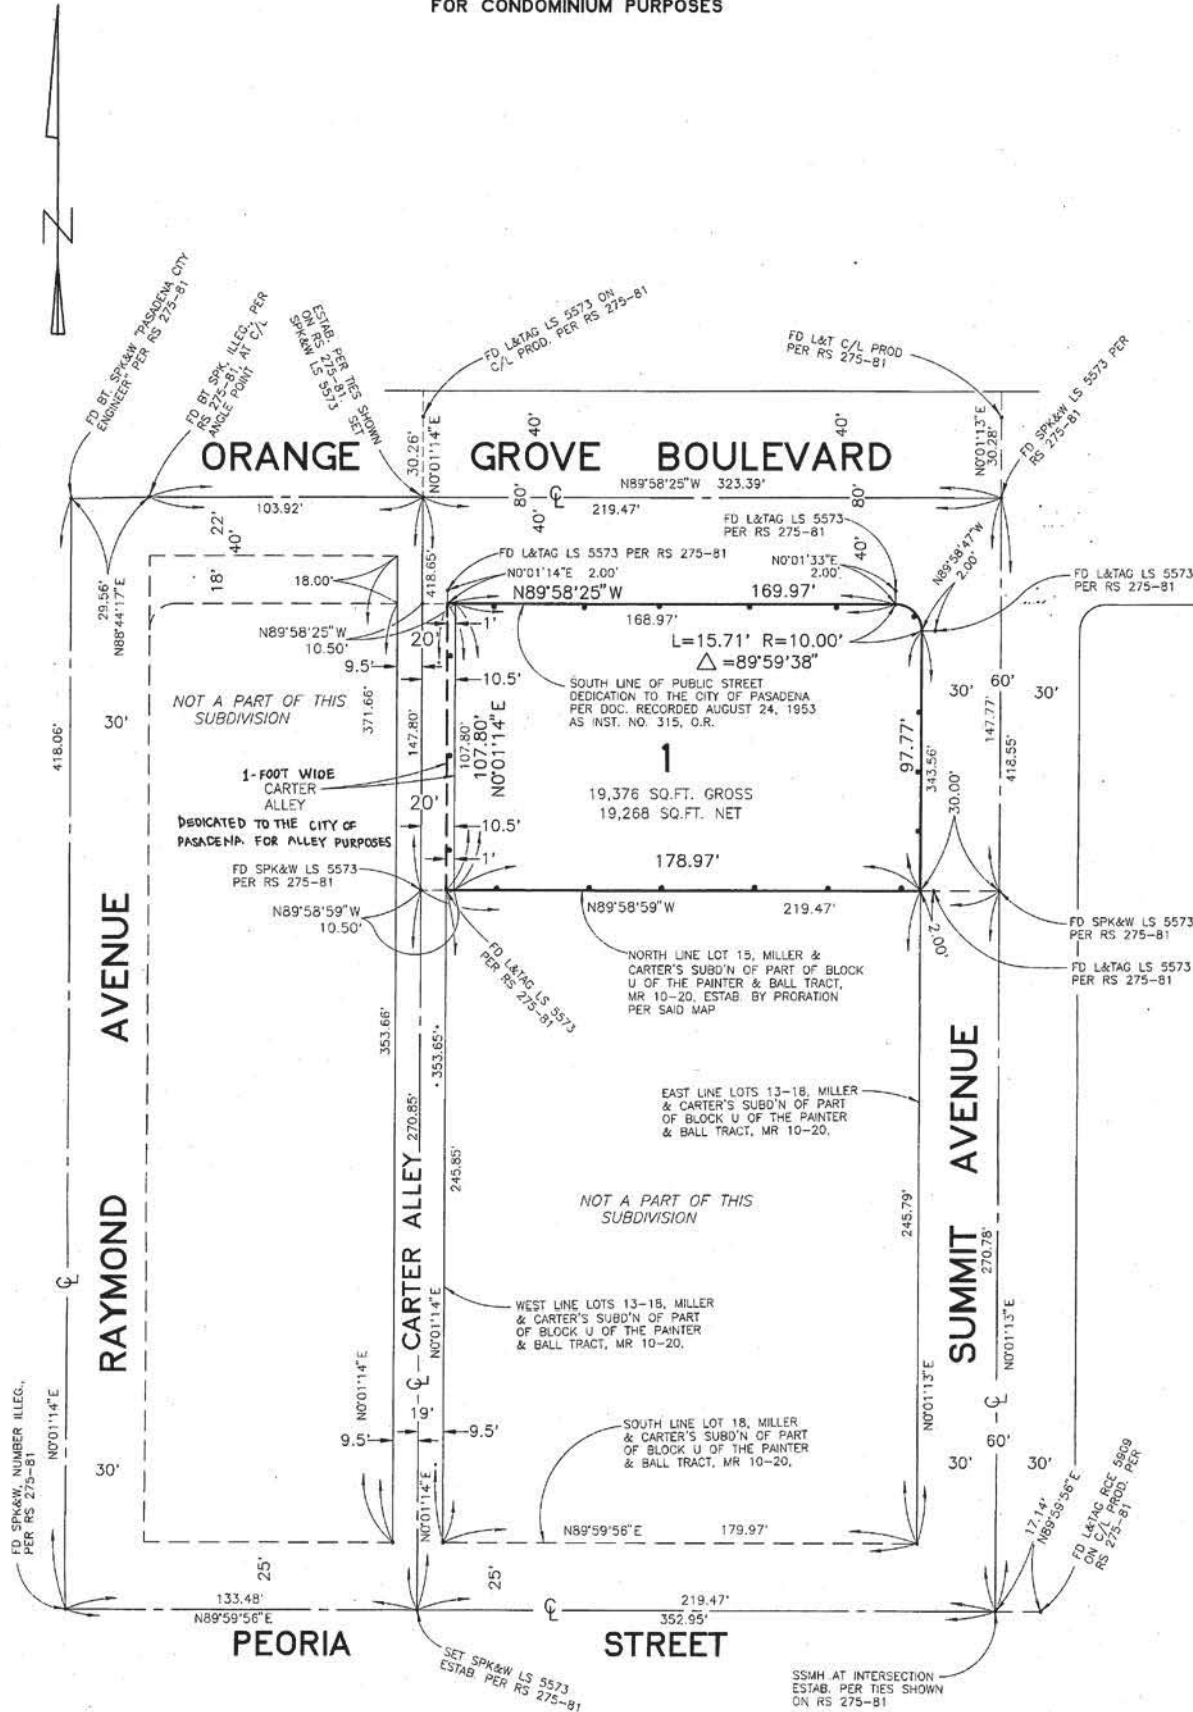 FOR CONDOMINIUM PURPOSES
N
FD BT. SPK&W "PASADENA CITY
ENGINEER" PER RS 275-81
FD BT SPK, ILLEG., PER
RS 275-81, AT C/L
ANGLE POINT
ESTAB. PER TIES SHOWN
ON RS 275-81. SET
SPK&W LS 5573
FD L&TAG LS 5573 ON
C/L PROD. PER RS 275-81
FD L&T C/L PROD
PER RS 275-81
FD SPK&W LS 5573 PER
RS 275-81
30.26'
N0°01'14"E
40'
40'
N0°01'13"E
30.28'
ORANGE GROVE BOULEVARD
N89°58'25"W 323.39'
103.92'
80'
℄
219.47'
80'
40'
40'
22'
40'
18'
29.56'
N88°44'17"E
18.00'
418.65'
FD L&TAG LS 5573
PER RS 275-81
FD L&TAG LS 5573 PER RS 275-81
N0°01'14"E 2.00'
N0°01'33"E
2.00'
N89°58'47"W
2.00'
FD L&TAG LS 5573
PER RS 275-81
N89°58'25"W 169.97'
168.97'
1'
N89°58'25"W
10.50'
20'
9.5'
10.5'
L=15.71' R=10.00'
△=89°59'38"
SOUTH LINE OF PUBLIC STREET
DEDICATION TO THE CITY OF PASADENA
PER DOC. RECORDED AUGUST 24, 1953
AS INST. NO. 315, O.R.
NOT A PART OF THIS
SUBDIVISION
30'
371.66'
147.80'
107.80'
107.80'
N0°01'14"E
97.77'
343.56'
30'
60'
30'
147.77'
418.55'
418.06'
1
19,376 SQ.FT. GROSS
19,268 SQ.FT. NET
1-FOOT WIDE
CARTER
ALLEY
DEDICATED TO THE CITY OF
PASADENA FOR ALLEY PURPOSES
20'
10.5'
1'
178.97'
30.00'
FD SPK&W LS 5573
PER RS 275-81
N89°58'59"W
10.50'
N89°58'59"W 219.47'
2.00'
FD SPK&W LS 5573
PER RS 275-81
FD L&TAG LS 5573
PER RS 275-81
FD L&TAG LS 5573
PER RS 275-81
NORTH LINE LOT 15, MILLER &
CARTER'S SUBD'N OF PART OF BLOCK
U OF THE PAINTER & BALL TRACT,
MR 10-20, ESTAB. BY PRORATION
PER SAID MAP
353.66'
353.65'
270.85'
245.85'
EAST LINE LOTS 13-18, MILLER
& CARTER'S SUBD'N OF PART
OF BLOCK U OF THE PAINTER
& BALL TRACT, MR 10-20,
NOT A PART OF THIS
SUBDIVISION
245.79'
270.78'
RAYMOND AVENUE
CARTER ALLEY
SUMMIT AVENUE
℄
WEST LINE LOTS 13-18, MILLER
& CARTER'S SUBD'N OF PART
OF BLOCK U OF THE PAINTER
& BALL TRACT, MR 10-20,
N0°01'14"E
N0°01'14"E
N0°01'14"E
N0°01'13"E
N0°01'13"E
℄
℄
19'
9.5'
9.5'
SOUTH LINE LOT 18, MILLER
& CARTER'S SUBD'N OF PART
OF BLOCK U OF THE PAINTER
& BALL TRACT, MR 10-20,
FD SPK&W, NUMBER ILLEG.,
PER RS 275-81
30'
30'
60'
30'
N0°01'14"E
N89°59'56"E 179.97'
17.14'
N89°59'56"E
FD L&TAG RCE 5909
ON C/L PROD. PER
RS 275-81
25'
25'
133.48'
N89°59'56"E
℄
219.47'
352.95'
PEORIA STREET
SET SPK&W LS 5573
ESTAB. PER RS 275-81
SSMH AT INTERSECTION
ESTAB. PER TIES SHOWN
ON RS 275-81